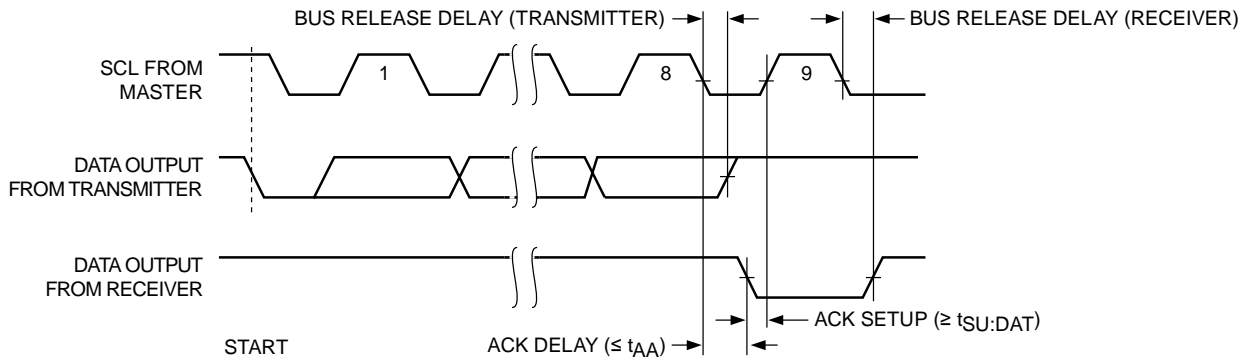 BUS RELEASE DELAY (TRANSMITTER)
BUS RELEASE DELAY (RECEIVER)
SCL FROM
MASTER
1
8
9
DATA OUTPUT
FROM TRANSMITTER
DATA OUTPUT
FROM RECEIVER
ACK SETUP (≥ tSU:DAT)
START
ACK DELAY (≤ tAA)